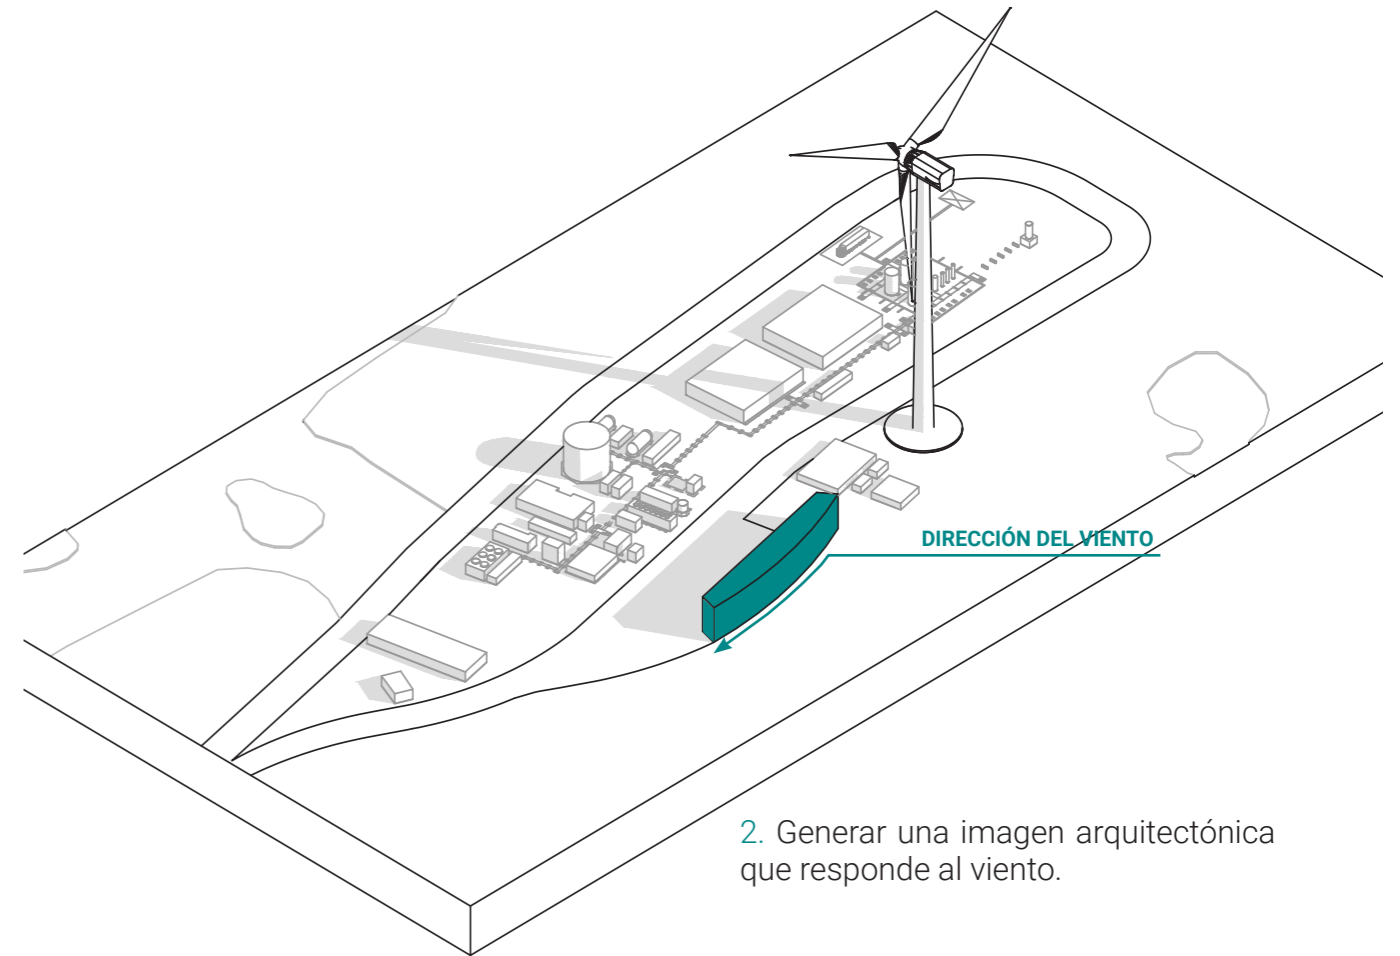 DIRECCIÓN DEL VIENTO
2. Generar una imagen arquitectónica
que responde al viento.